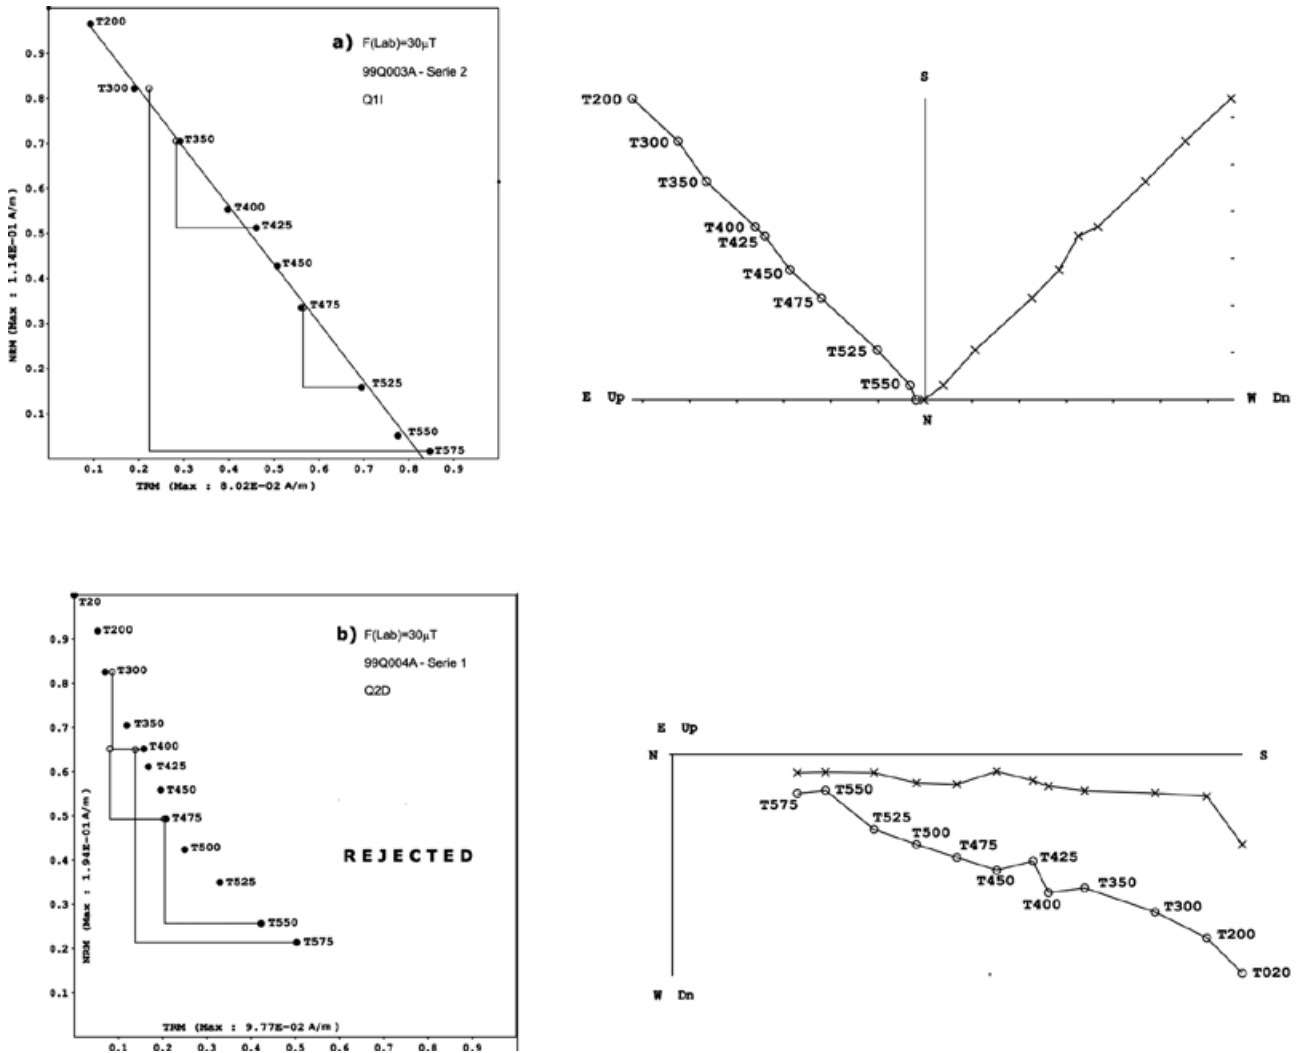 T200
a) F(Lab)=30µT
0.9
99Q003A - Serie 2
T300
0.8
Q1I
0.7
T350
0.6
T400
0.5
T425
T450
0.4
T475
0.3
0.2
T525
0.1
T550
T575
NRM (Max : 1.14E-01 A/m)
0.1 0.2 0.3 0.4 0.5 0.6 0.7 0.8 0.9
TRM (Max : 8.02E-02 A/m)
S
T200
T300
T350
T400
T425
T450
T475
T525
T550
E Up
W Dn
N
T20
T200
b) F(Lab)=30µT
0.9
99Q004A - Serie 1
T300
0.8
Q2D
0.7
T350
T400
0.6
T425
T450
0.5
T475
0.4
T500
REJECTED
T525
0.3
T550
0.2
T575
0.1
NRM (Max : 1.94E-01 A/m)
TRM (Max : 9.77E-02 A/m)
0.1 0.2 0.3 0.4 0.5 0.6 0.7 0.8 0.9
E Up
N
S
T575
T550
T525
T500
T475
T450
T425
T400
T350
T300
T200
T020
W Dn